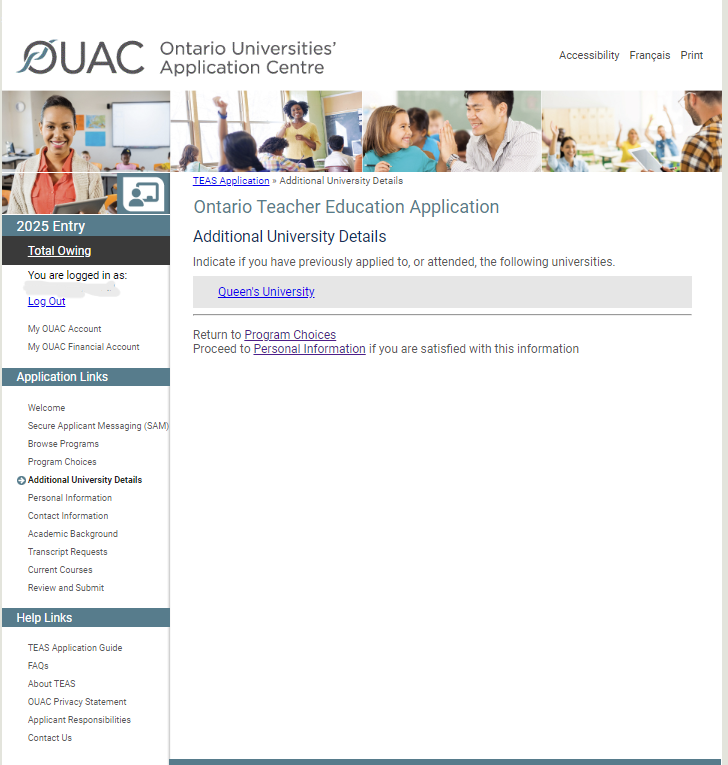 OUAC Ontario Universities'
Application Centre
Accessibility Français Print
TEAS Application » Additional University Details
Ontario Teacher Education Application
Additional University Details
Indicate if you have previously applied to, or attended, the following universities.
Queen's University
Return to Program Choices
Proceed to Personal Information if you are satisfied with this information
2025 Entry
Total Owing
You are logged in as:
Log Out
My OUAC Account
My OUAC Financial Account
Application Links
Welcome
Secure Applicant Messaging (SAM)
Browse Programs
Program Choices
Additional University Details
Personal Information
Contact Information
Academic Background
Transcript Requests
Current Courses
Review and Submit
Help Links
TEAS Application Guide
FAQs
About TEAS
OUAC Privacy Statement
Applicant Responsibilities
Contact Us